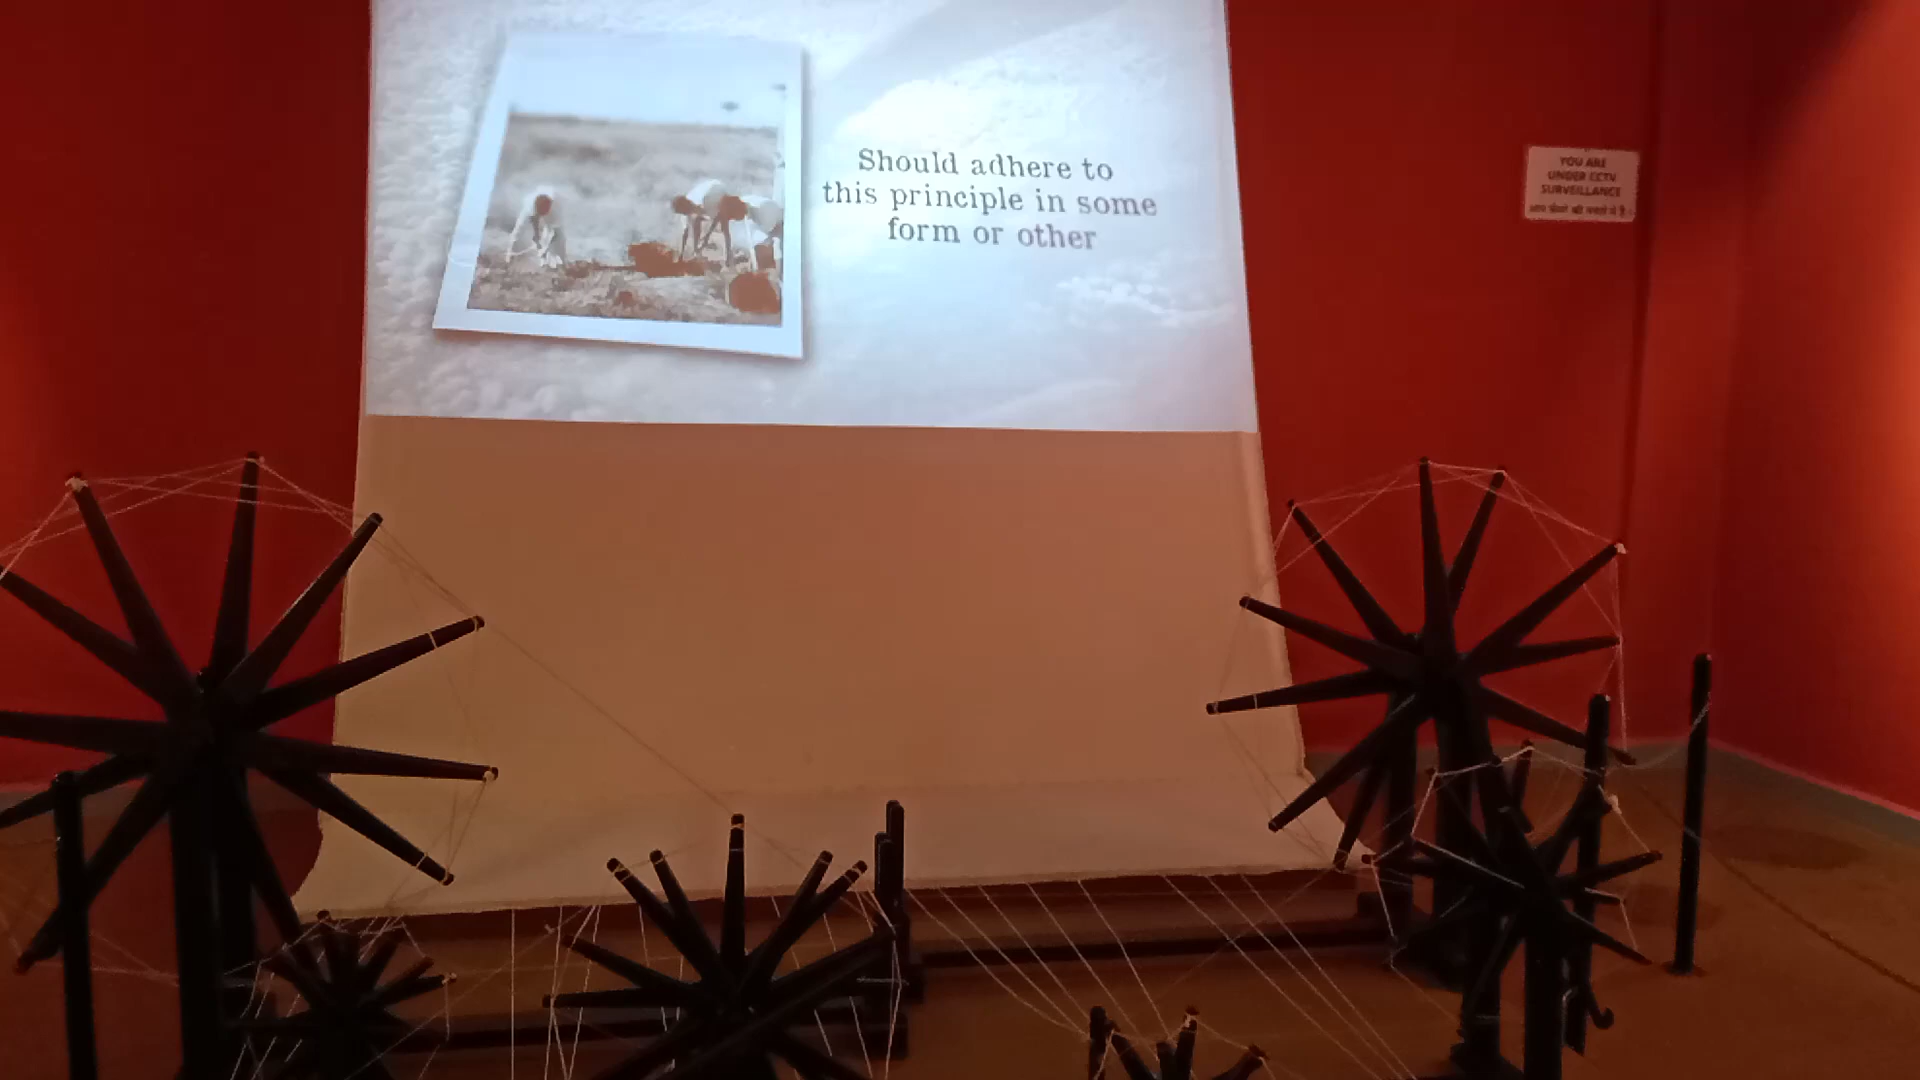 Should adhere to
this principle in some
form or other
YOU ARE
UNDER CCTV
SURVEILLANCE